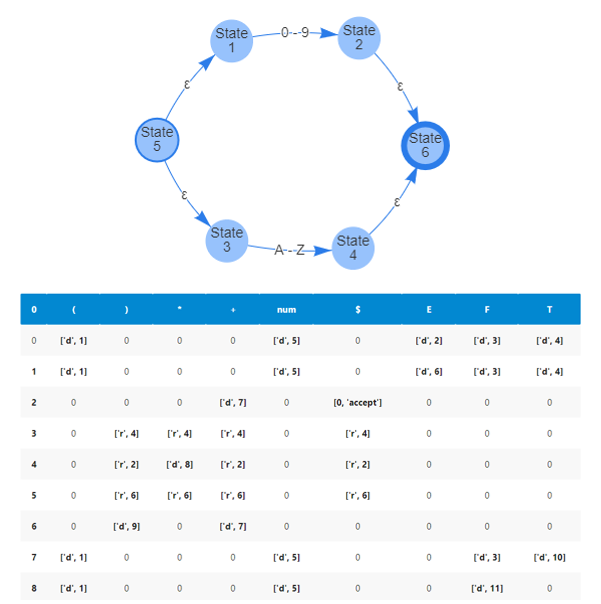 State
1
0--9
State
2
ε
ε
State
5
State
6
ε
ε
State
3
A--Z
State
4
0 ( ) * + num $ E F T
0 ['d', 1] 0 0 0 ['d', 5] 0 ['d', 2] ['d', 3] ['d', 4]
1 ['d', 1] 0 0 0 ['d', 5] 0 ['d', 6] ['d', 3] ['d', 4]
2 0 0 0 ['d', 7] 0 [0, 'accept'] 0 0 0
3 0 ['r', 4] ['r', 4] ['r', 4] 0 ['r', 4] 0 0 0
4 0 ['r', 2] ['d', 8] ['r', 2] 0 ['r', 2] 0 0 0
5 0 ['r', 6] ['r', 6] ['r', 6] 0 ['r', 6] 0 0 0
6 0 ['d', 9] 0 ['d', 7] 0 0 0 0 0
7 ['d', 1] 0 0 0 ['d', 5] 0 0 ['d', 3] ['d', 10]
8 ['d', 1] 0 0 0 ['d', 5] 0 0 ['d', 11] 0